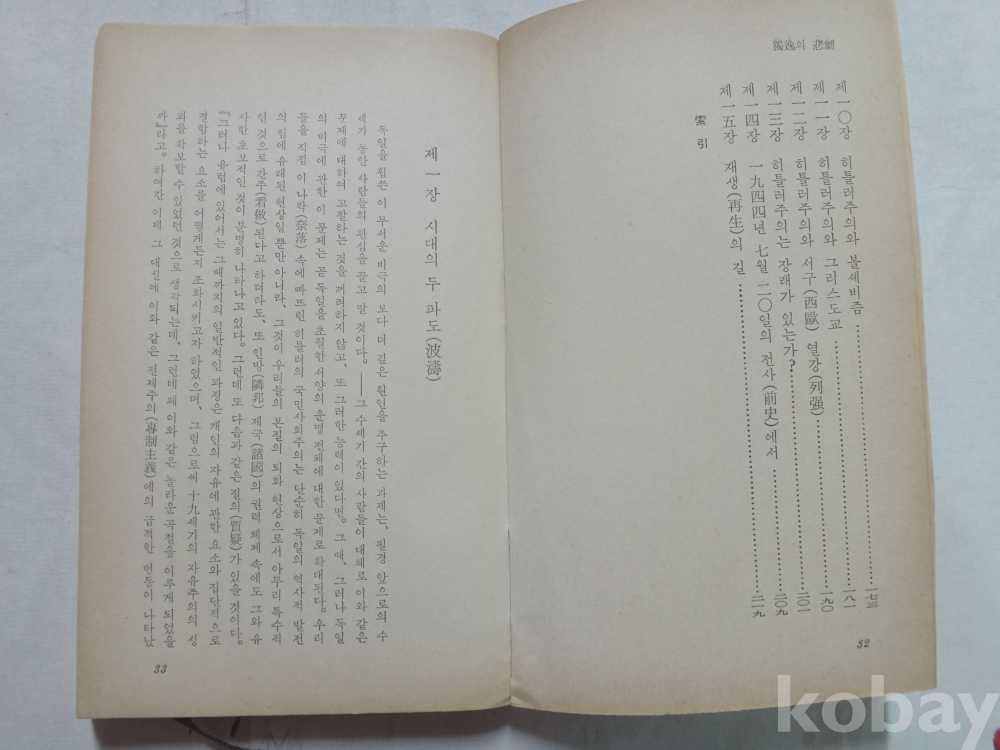 獨逸의 悲劇
제一〇장 히틀러주의와 볼셰비즘……一七三
제一一장 히틀러주의와 그리스도교……一八一
제一二장 히틀러주의와 서구(西歐) 열강(列强)……一九〇
제一三장 히틀러주의는 장래가 있는가?……二〇一
제一四장 一九四四년 七월 二〇일의 전사(前史)에서……二〇九
제一五장 재생(再生)의 길……二一九
索引
32
제 一장 시대의 두 파도(波濤)
독일을 휩쓴 이 무서운 비극의 보다 더 깊은 원인을 추구하는 과제는, 필경 앞으로의 수
세기 동안 사람들의 관심을 끌고 말 것이다. ──그 수세기 간의 사람들이 대체로 이와 같은
문제에 대하여 고찰하는 것을 꺼려하지 않고, 또 그러한 능력이 있다면. 그 때, 그러나 독일
의 비극에 관한 이 문제는 곧 독일을 초월한 서양의 운명 전체에 대한 문제로 확대된다. 우리
들을 직접 이 나락(奈落) 속에 빠뜨린 히틀러의 국민사회주의는 단순히 독일의 역사적 발전
의 힘에 유래된 현상일 뿐만 아니라, 그것이 우리들의 본질의 퇴화 현상으로서 아무리 특수적
인 것으로 간주(看做)된다고 하더라도, 또 인방(隣邦) 제국(諸國)의 권력 체제 속에도 그와 유
사한 초보적인 것이 분명히 나타나고 있다. 그런데 또 다음과 같은 질의(質疑)가 있을 것이다.
『그러나 유럽에 있어서는 그때까지의 일반적인 과정은 개인의 자유에 관한 요소와 집단적으로
결합하는 요소를 어떻게든지 조화시키고자 하였으며, 그럼으로써 十九세기의 자유주의의 성
과를 확보할 수 있었던 것으로 생각되는데, 그런데 왜 이와 같은 놀라운 곡절을 이루게 되었을
까』라고. 하여간 이제 그 대신에 이와 같은 전제주의(專制主義)에의 급격한 변동이 나타났
33
kobay